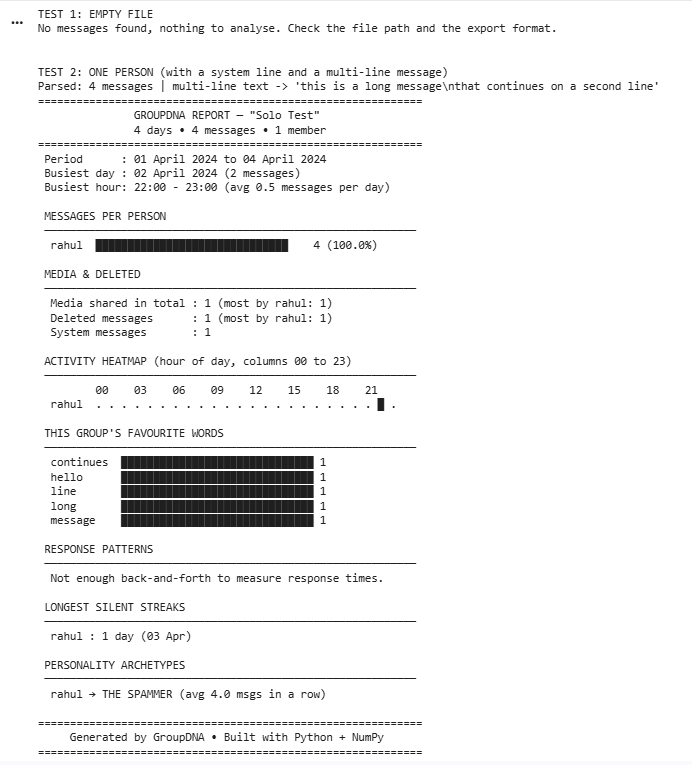 TEST 1: EMPTY FILE
No messages found, nothing to analyse. Check the file path and the export format.
TEST 2: ONE PERSON (with a system line and a multi-line message)
Parsed: 4 messages | multi-line text -> 'this is a long message\nthat continues on a second line'
============================================================
GROUPDNA REPORT — "Solo Test"
4 days • 4 messages • 1 member
============================================================
Period : 01 April 2024 to 04 April 2024
Busiest day : 02 April 2024 (2 messages)
Busiest hour: 22:00 - 23:00 (avg 0.5 messages per day)
MESSAGES PER PERSON
rahul ██████████████████████████████ 4 (100.0%)
MEDIA & DELETED
Media shared in total : 1 (most by rahul: 1)
Deleted messages : 1 (most by rahul: 1)
System messages : 1
ACTIVITY HEATMAP (hour of day, columns 00 to 23)
00 03 06 09 12 15 18 21
rahul . . . . . . . . . . . . . . . . . . . . . . █ .
THIS GROUP'S FAVOURITE WORDS
continues ██████████████████████████████ 1
hello ██████████████████████████████ 1
line ██████████████████████████████ 1
long ██████████████████████████████ 1
message ██████████████████████████████ 1
RESPONSE PATTERNS
Not enough back-and-forth to measure response times.
LONGEST SILENT STREAKS
rahul : 1 day (03 Apr)
PERSONALITY ARCHETYPES
rahul → THE SPAMMER (avg 4.0 msgs in a row)
============================================================
Generated by GroupDNA • Built with Python + NumPy
============================================================